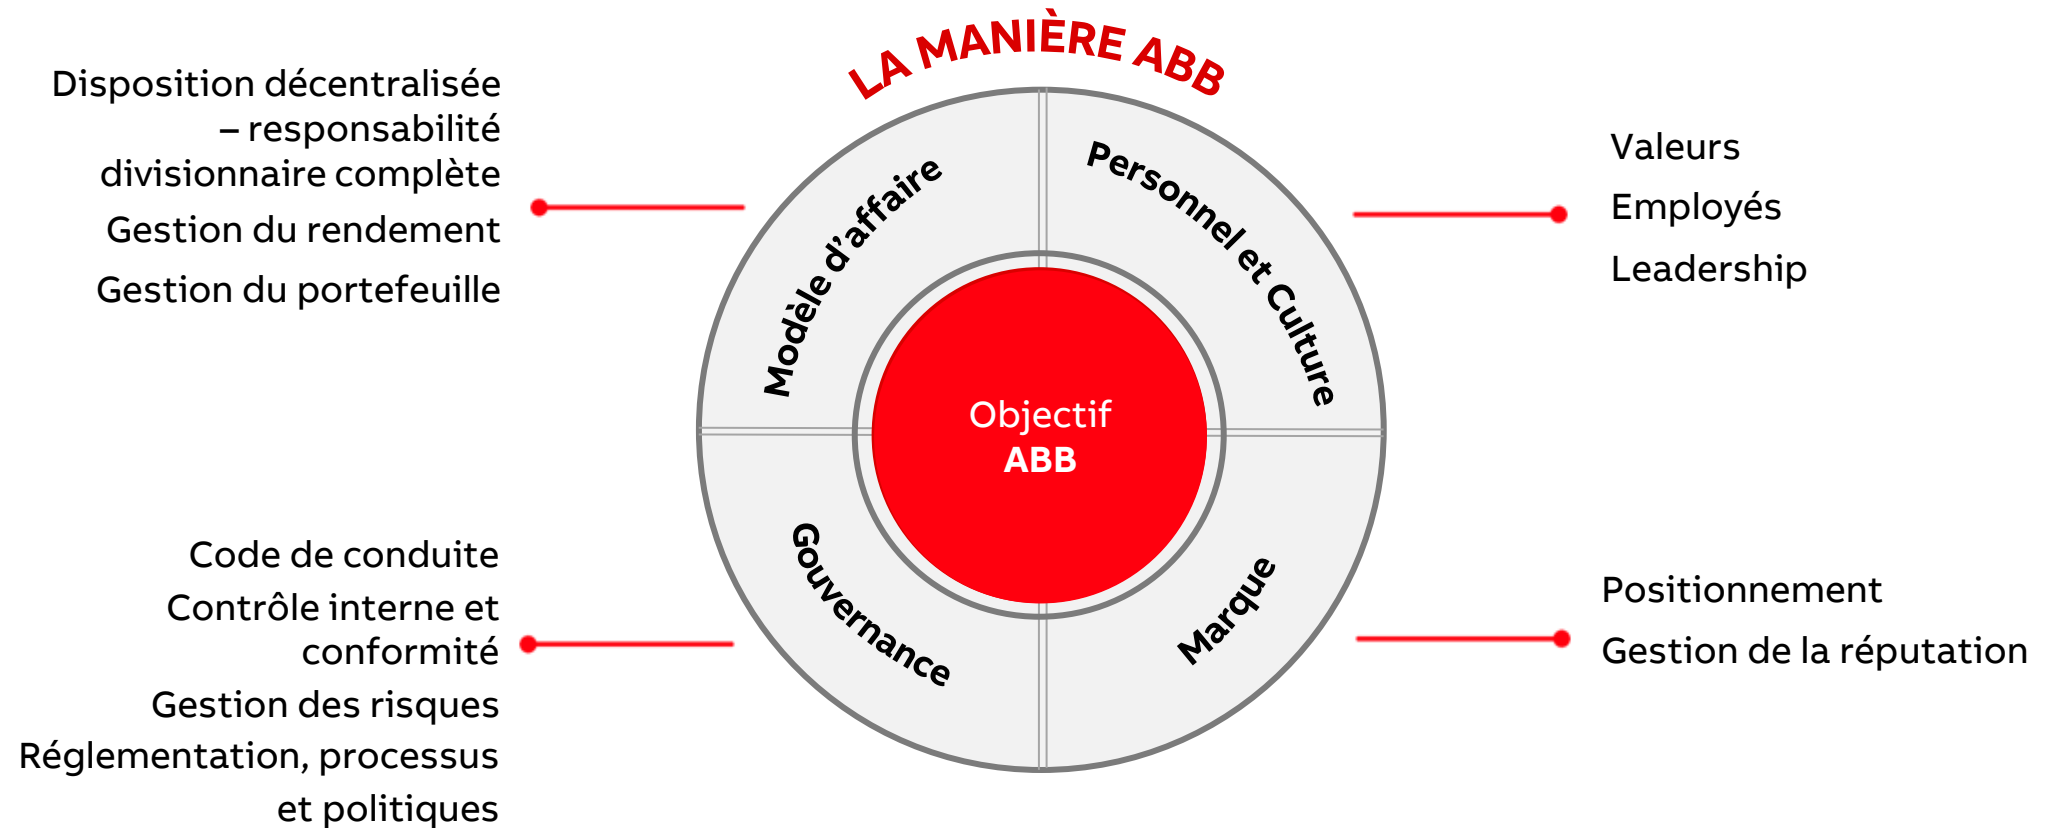 LA MANIÈRE ABB
Disposition décentralisée
– responsabilité
divisionnaire complète
Gestion du rendement
Gestion du portefeuille
Modèle d’affaire
Personnel et Culture
Valeurs
Employés
Leadership
Objectif
ABB
Code de conduite
Contrôle interne et
conformité
Gestion des risques
Réglementation, processus
et politiques
Gouvernance
Marque
Positionnement
Gestion de la réputation